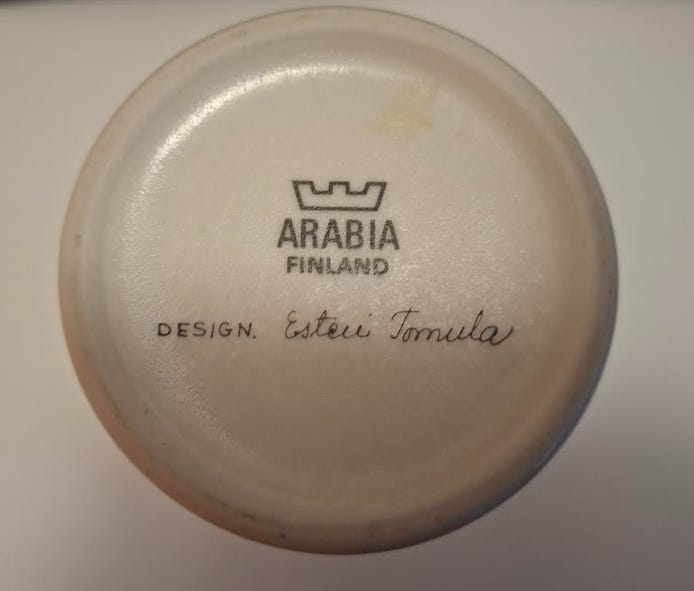 ARABIA
FINLAND
DESIGN. Esteri Tomula